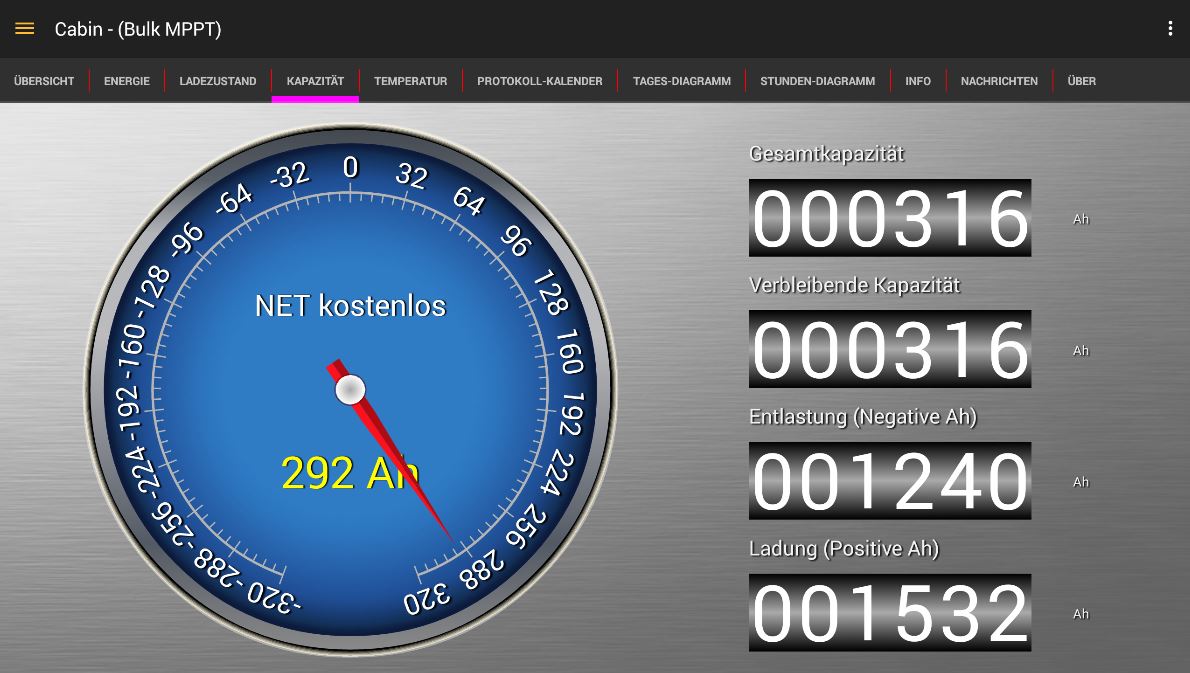 Cabin - (Bulk MPPT)
ÜBERSICHT ENERGIE LADEZUSTAND KAPAZITÄT TEMPERATUR PROTOKOLL-KALENDER TAGES-DIAGRAMM STUNDEN-DIAGRAMM INFO NACHRICHTEN ÜBER
-320 -288 -256 -224 -192 -160 -128 -96 -64 -32 0 32 64 96 128 160 192 224 256 288 320
NET kostenlos
292 Ah
Gesamtkapazität
000316 Ah
Verbleibende Kapazität
000316 Ah
Entlastung (Negative Ah)
001240 Ah
Ladung (Positive Ah)
001532 Ah